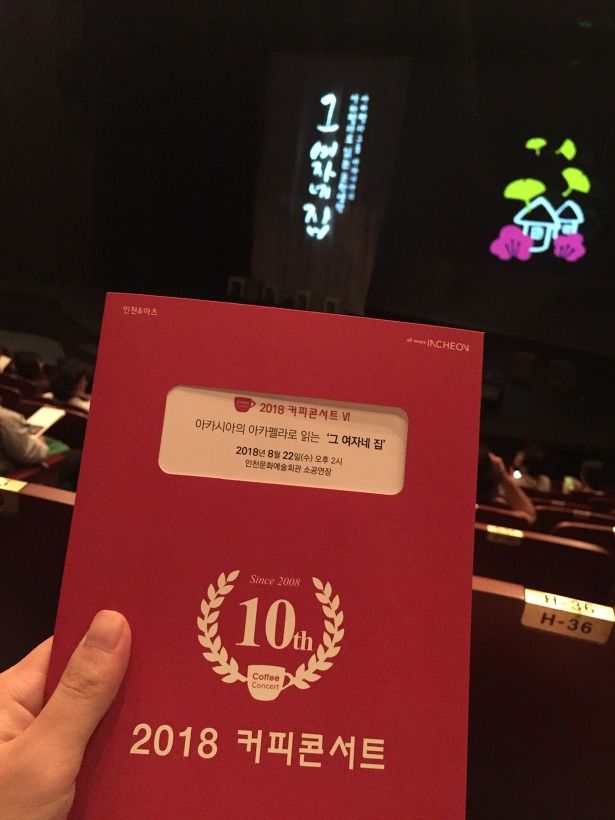 그 여자네 집
인천&아츠
all ways INCHEON
2018 커피콘서트 VI
아카시아의 아카펠라로 읽는 '그 여자네 집'
2018년 8월 22일(수) 오후 2시
인천문화예술회관 소공연장
Since 2008
10th
Coffee
Concert
2018 커피콘서트
H-36
H-36